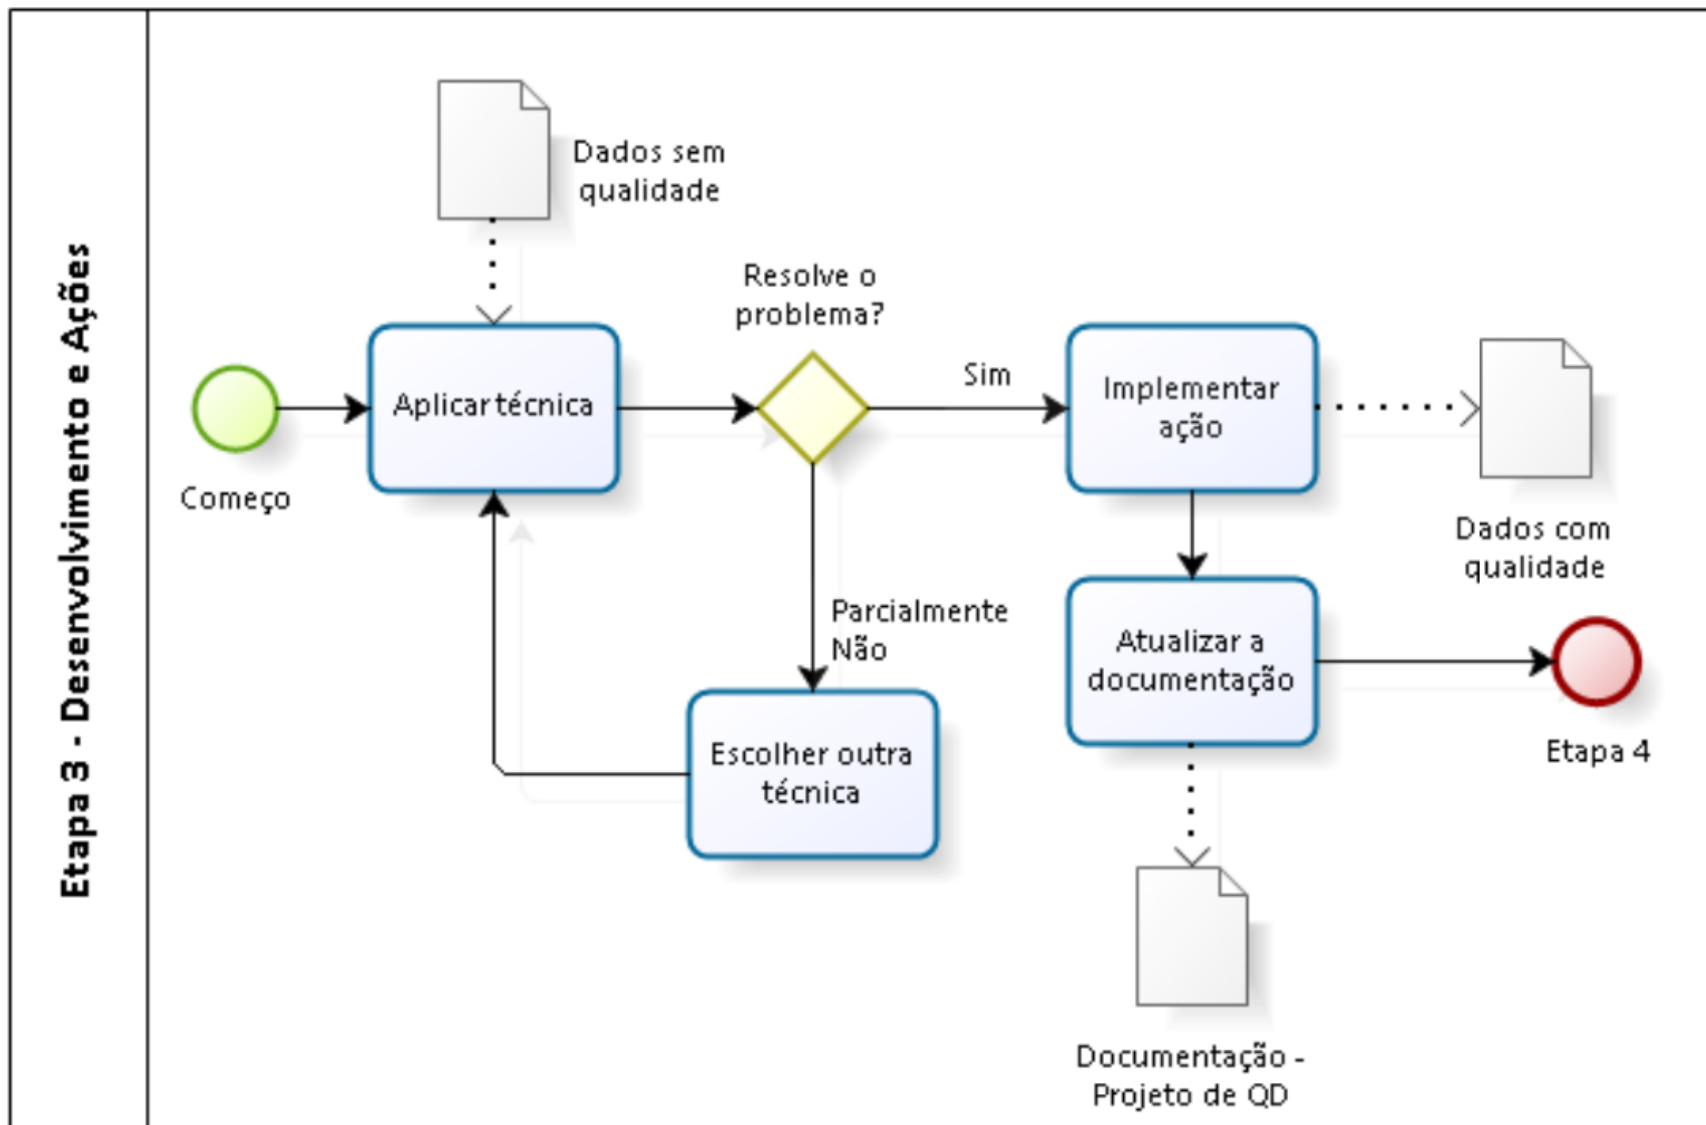 Etapa 3 - Desenvolvimento e Ações
Dados sem
qualidade
Resolve o
problema?
Começo
Aplicar técnica
Sim
Implementar
ação
Dados com
qualidade
Parcialmente
Não
Escolher outra
técnica
Atualizar a
documentação
Etapa 4
Documentação -
Projeto de QD